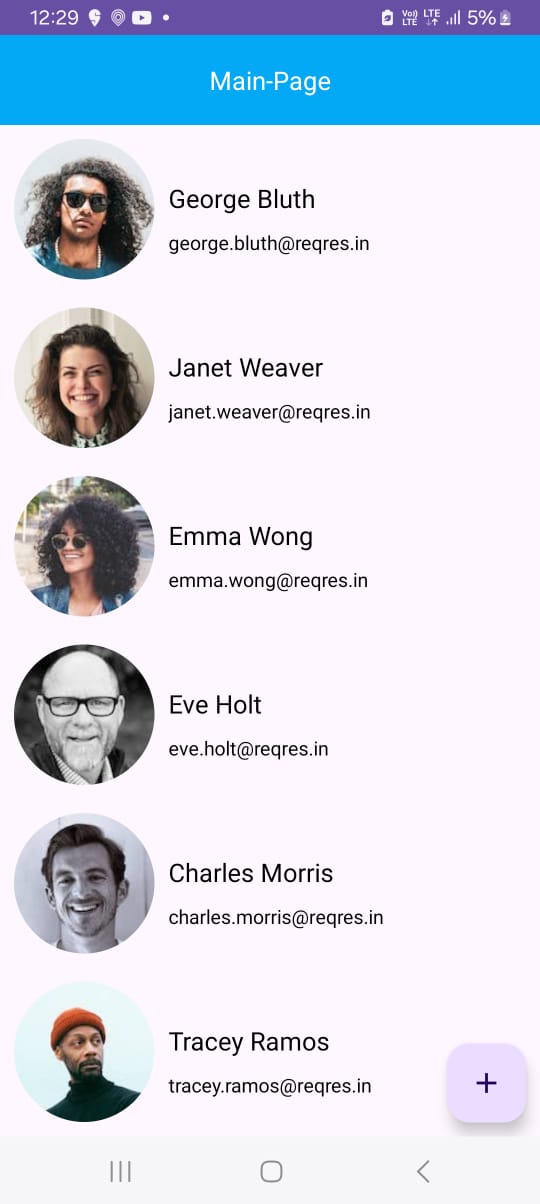 12:29
Vo)) LTE
LTE
5%
Main-Page
George Bluth
george.bluth@reqres.in
Janet Weaver
janet.weaver@reqres.in
Emma Wong
emma.wong@reqres.in
Eve Holt
eve.holt@reqres.in
Charles Morris
charles.morris@reqres.in
Tracey Ramos
tracey.ramos@reqres.in
+